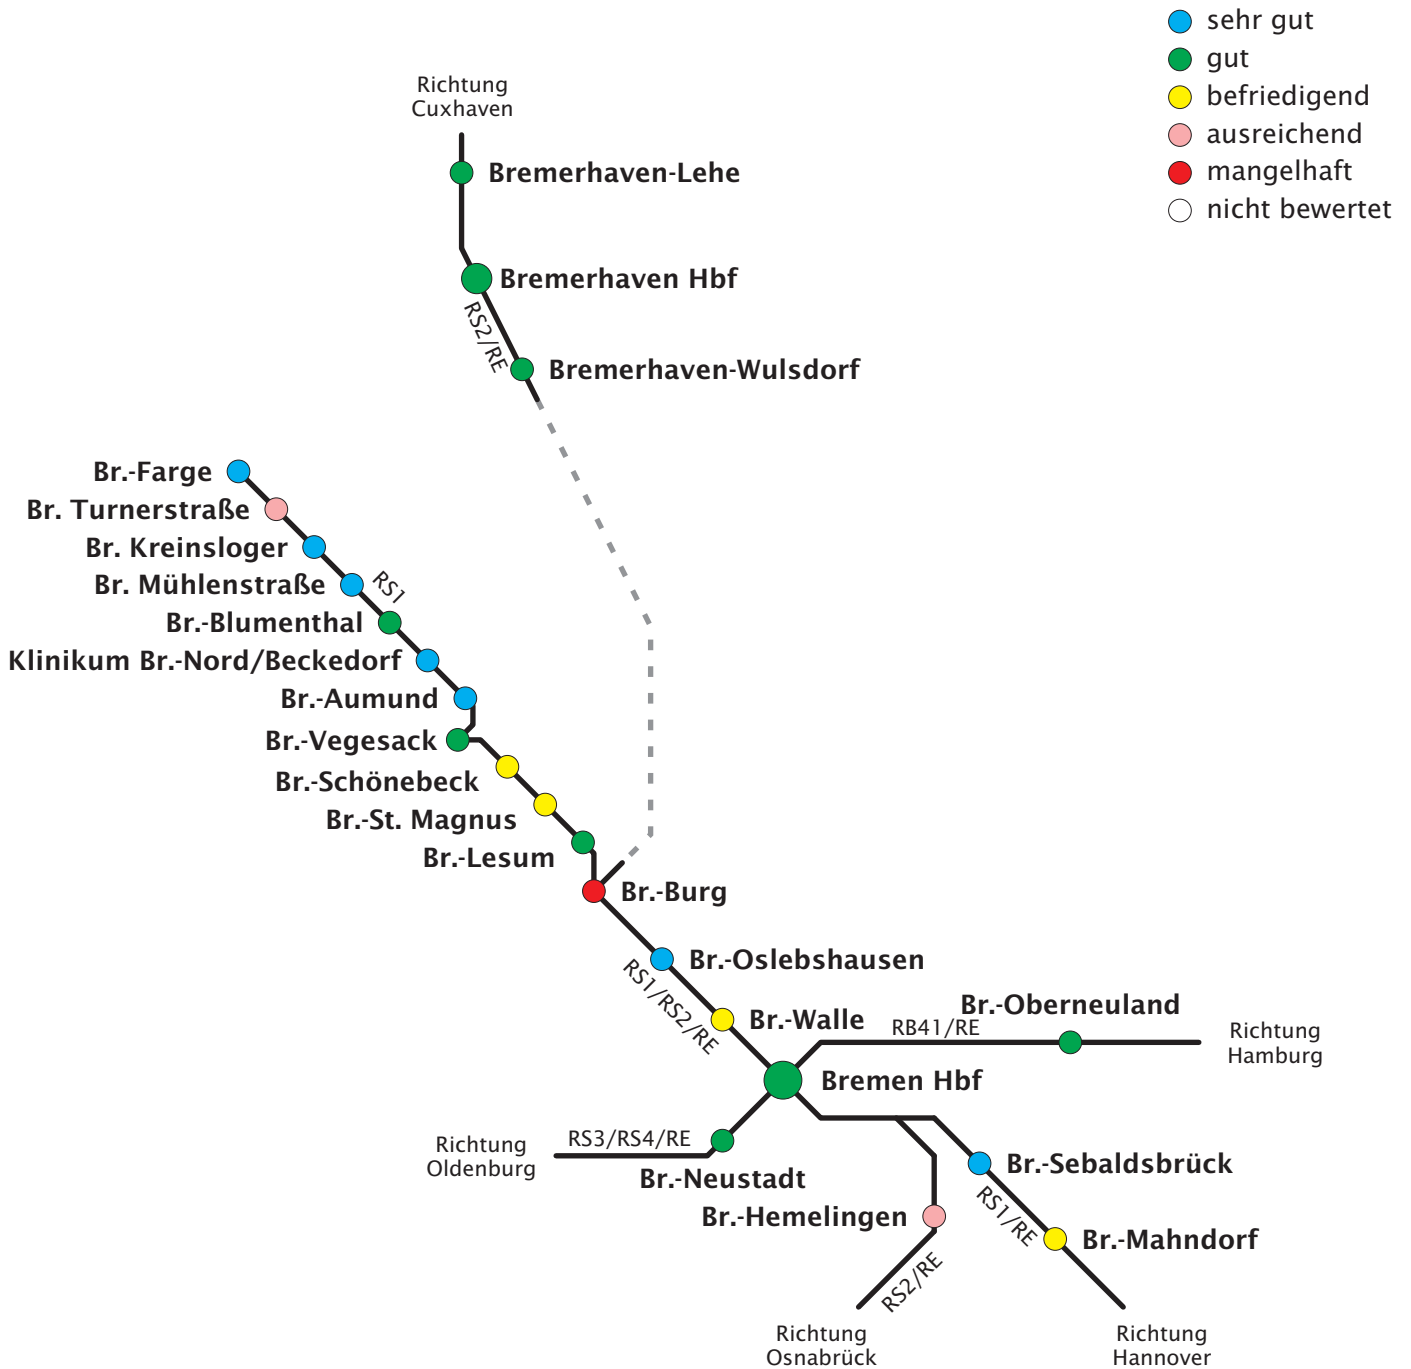 sehr gut
gut
befriedigend
ausreichend
mangelhaft
nicht bewertet
Richtung
Cuxhaven
Bremerhaven-Lehe
Bremerhaven Hbf
RS2/RE
Bremerhaven-Wulsdorf
Br.-Farge
Br. Turnerstraße
Br. Kreinsloger
Br. Mühlenstraße
RS1
Br.-Blumenthal
Klinikum Br.-Nord/Beckedorf
Br.-Aumund
Br.-Vegesack
Br.-Schönebeck
Br.-St. Magnus
Br.-Lesum
Br.-Burg
Br.-Oslebshausen
RS1/RS2/RE
Br.-Walle
Br.-Oberneuland
RB41/RE
Richtung
Hamburg
Bremen Hbf
RS3/RS4/RE
Richtung
Oldenburg
Br.-Neustadt
Br.-Sebaldsbrück
Br.-Hemelingen
RS1/RE
Br.-Mahndorf
RS2/RE
Richtung
Osnabrück
Richtung
Hannover